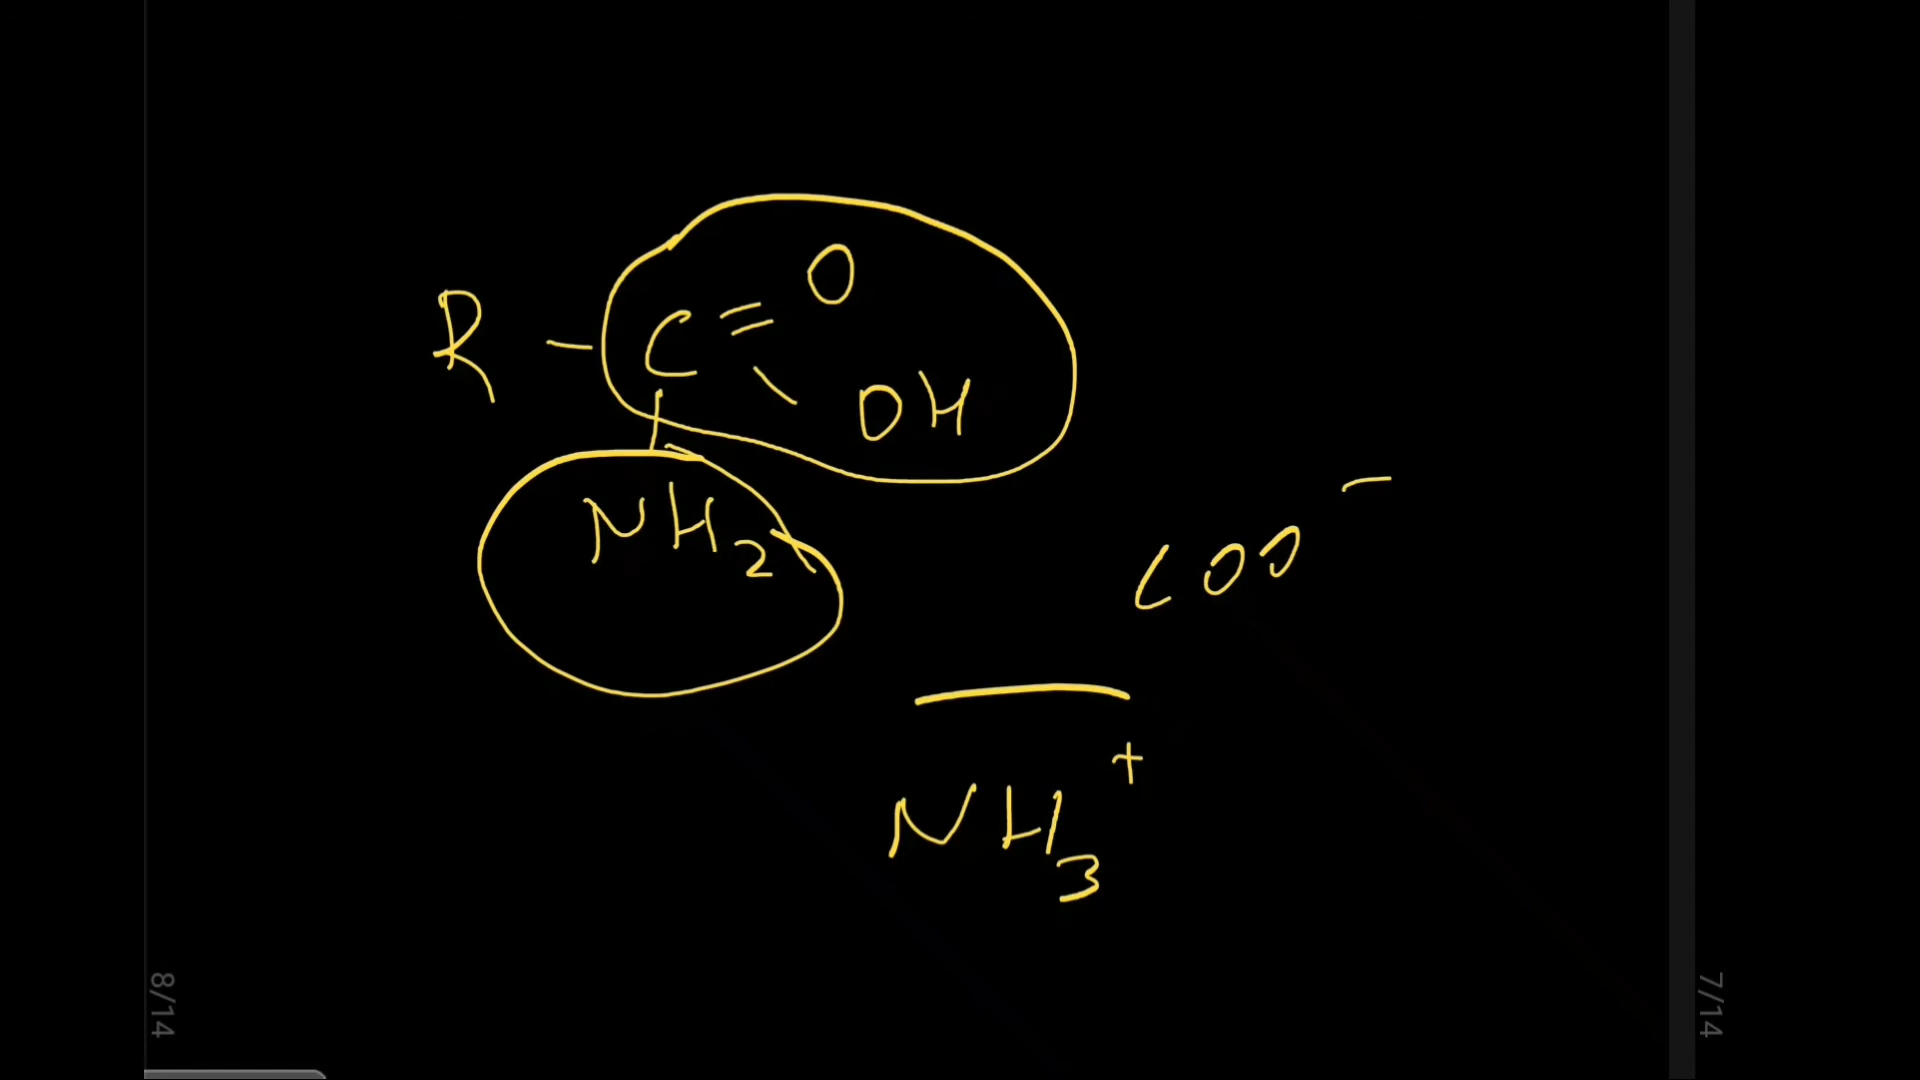 O
R - C =
\ OH
|
NH2
COO-
NH3+
8/14
7/14